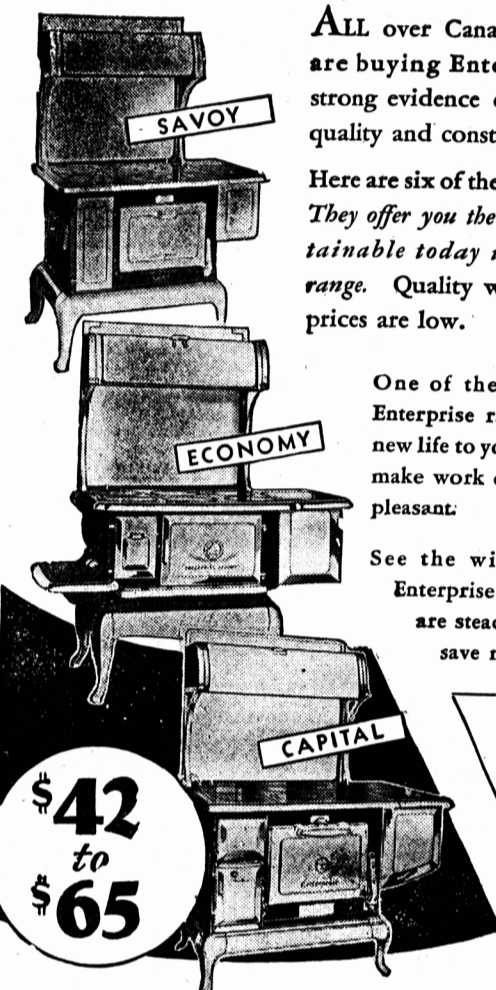 ALL over Cana
are buying Ente
strong evidence
quality and const
Here are six of the
They offer you the
tainable today
range. Quality w
prices are low.
One of the
Enterprise r
new life to yo
make work
pleasant.
See the wi
Enterprise
are stead
save
SAVOY
ECONOMY
CAPITAL
Enterprise
$42
to
$65